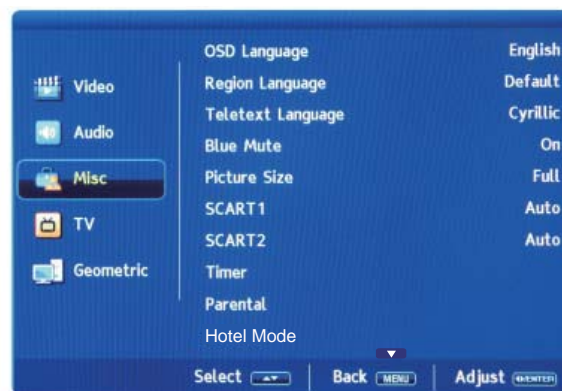 OSD Language English
Video Region Language Default
Teletext Language Cyrillic
Audio
Blue Mute On
Misc Picture Size Full
SCART1 Auto
TV
SCART2 Auto
Geometric Timer
Parental
Hotel Mode
Select Back MENU Adjust ENTER